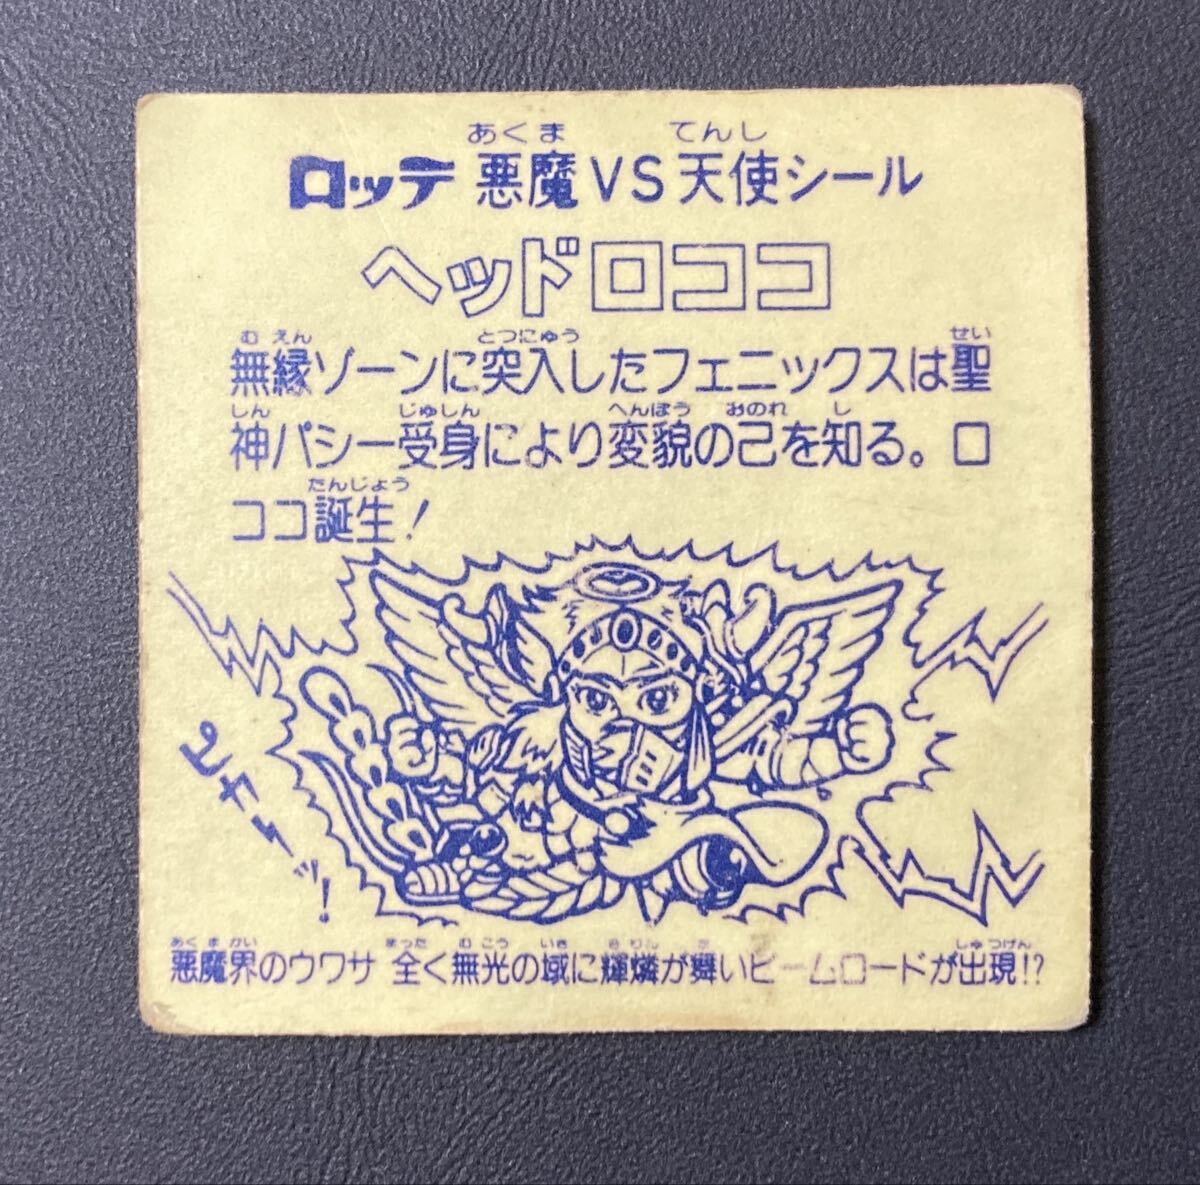 ロッテ 悪魔VS天使シール
あくま てんし
ヘッドロココ
むえん とつにゅう せい
無縁ゾーンに突入したフェニックスは聖
しん じゅしん へんぼう おのれ し
神パシー受身により変貌の己を知る。ロ
たんじょう
ココ誕生!
ピカーッ!
あくまかい まった むこう いき きりん ま しゅつげん
悪魔界のウワサ 全く無光の域に輝燐が舞いビームロードが出現!?